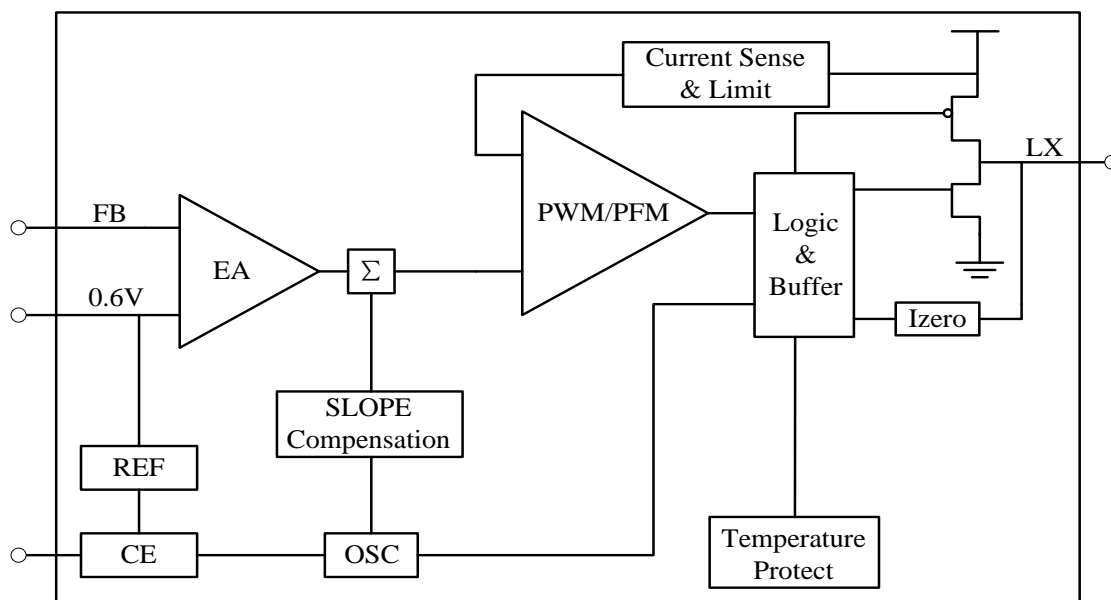 Current Sense
& Limit
LX
FB
PWM/PFM
Logic
&
Buffer
EA
Σ
0.6V
Izero
SLOPE
Compensation
REF
CE
OSC
Temperature
Protect